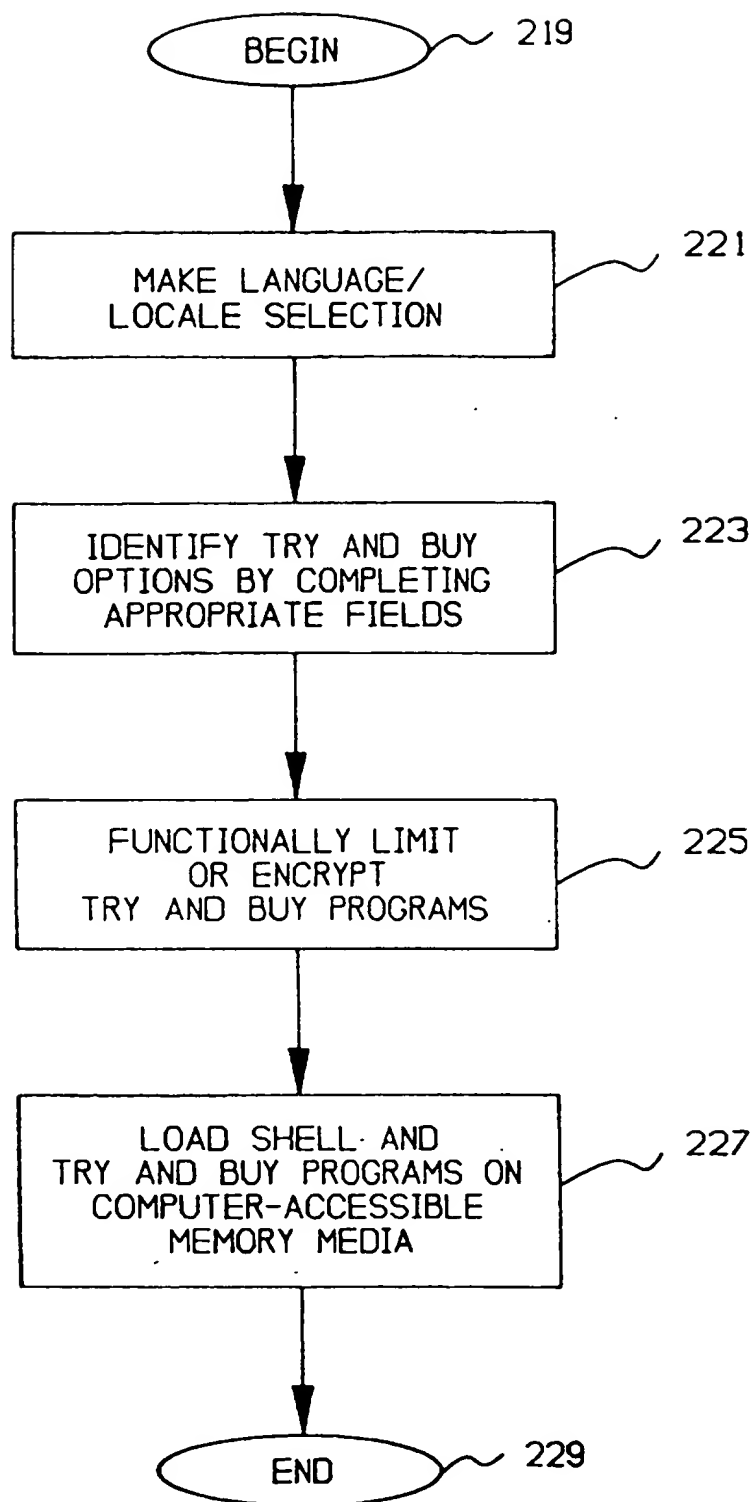 BEGIN
219
MAKE LANGUAGE/
LOCALE SELECTION
221
IDENTIFY TRY AND BUY
OPTIONS BY COMPLETING
APPROPRIATE FIELDS
223
FUNCTIONALLY LIMIT
OR ENCRYPT
TRY AND BUY PROGRAMS
225
LOAD SHELL AND
TRY AND BUY PROGRAMS ON
COMPUTER-ACCESSIBLE
MEMORY MEDIA
227
END
229